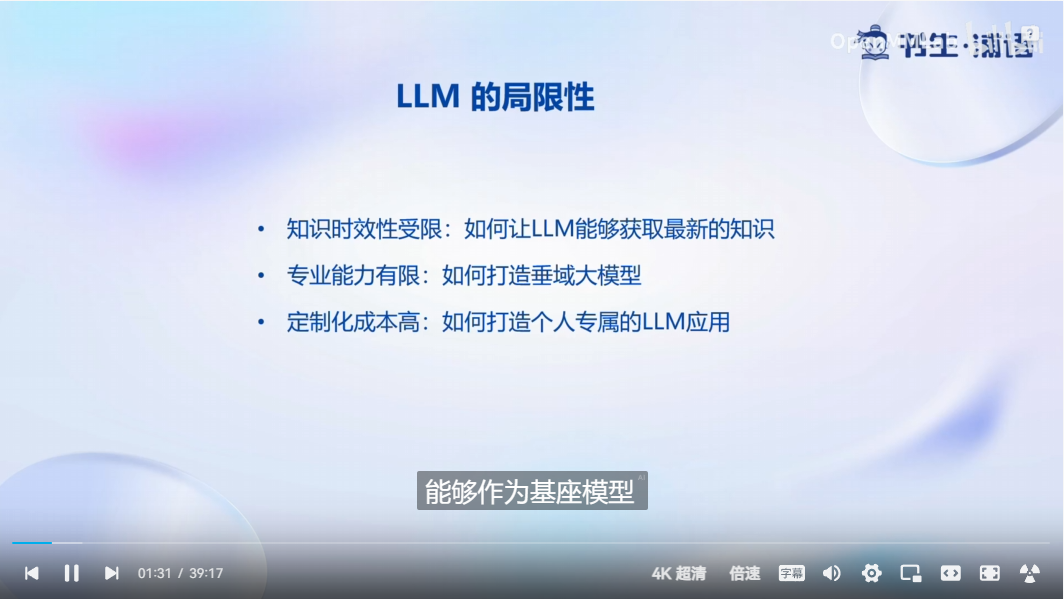 书生·浦语
LLM 的局限性
• 知识时效性受限：如何让LLM能够获取最新的知识
• 专业能力有限：如何打造垂域大模型
• 定制化成本高：如何打造个人专属的LLM应用
能够作为基座模型
01:31 / 39:17
4K 超清
倍速
字幕